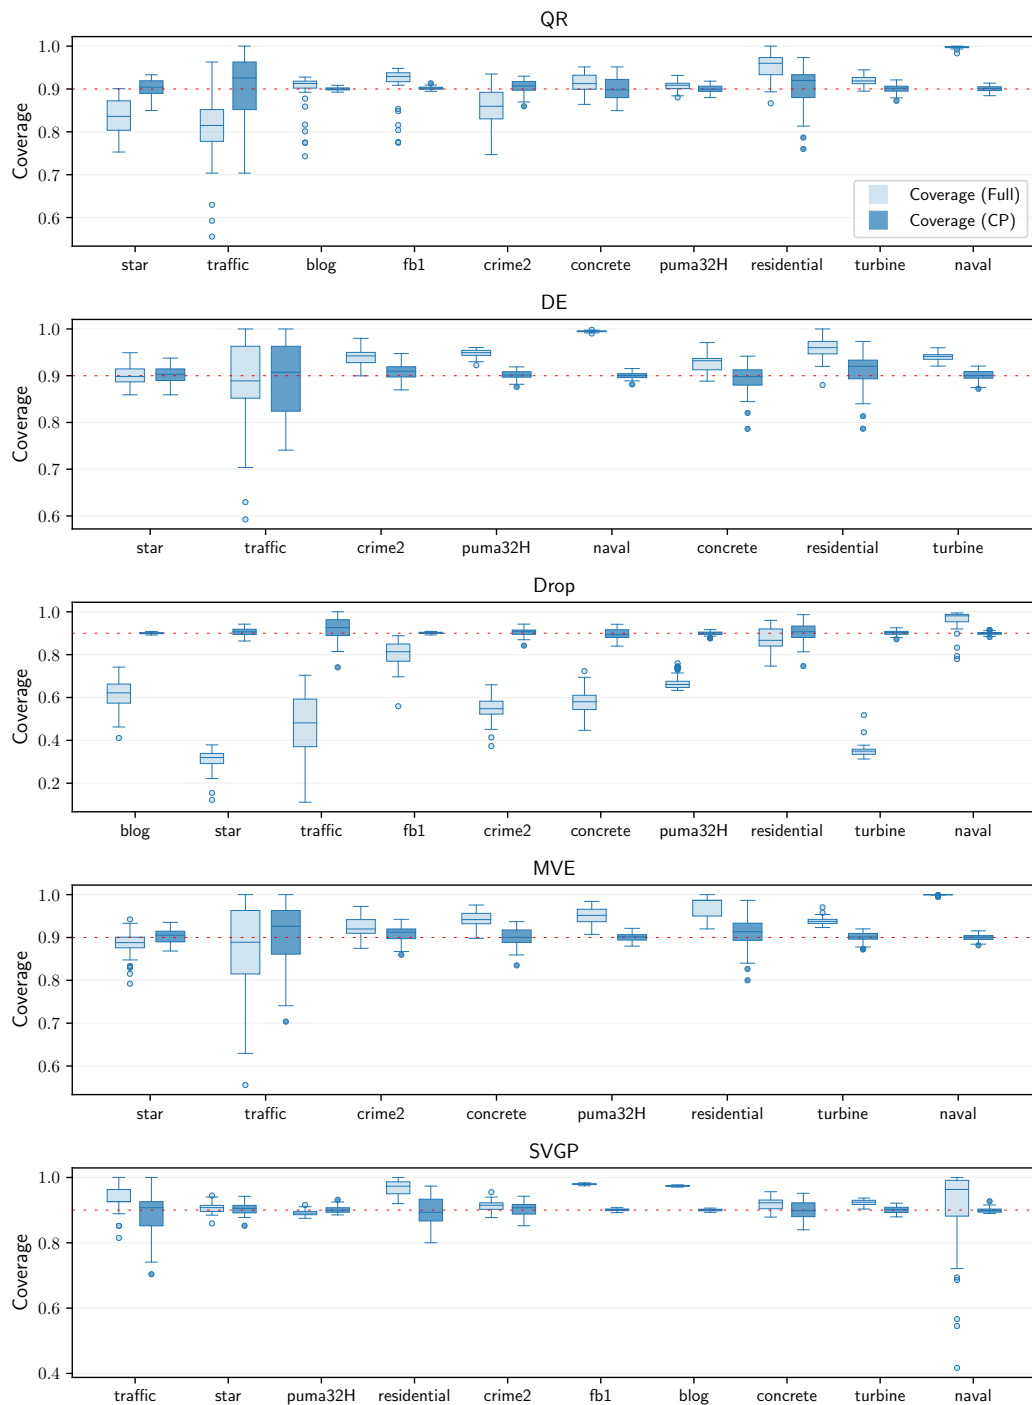 QR
1.0
0.9
0.8
0.7
0.6
Coverage
Coverage (Full)
Coverage (CP)
star traffic blog fb1 crime2 concrete puma32H residential turbine naval
DE
1.0
0.9
0.8
0.7
0.6
Coverage
star traffic crime2 puma32H naval concrete residential turbine
Drop
1.0
0.8
0.6
0.4
0.2
Coverage
blog star traffic fb1 crime2 concrete puma32H residential turbine naval
MVE
1.0
0.9
0.8
0.7
0.6
Coverage
star traffic crime2 concrete puma32H residential turbine naval
SVGP
1.0
0.8
0.6
0.4
Coverage
traffic star puma32H residential crime2 fb1 blog concrete turbine naval